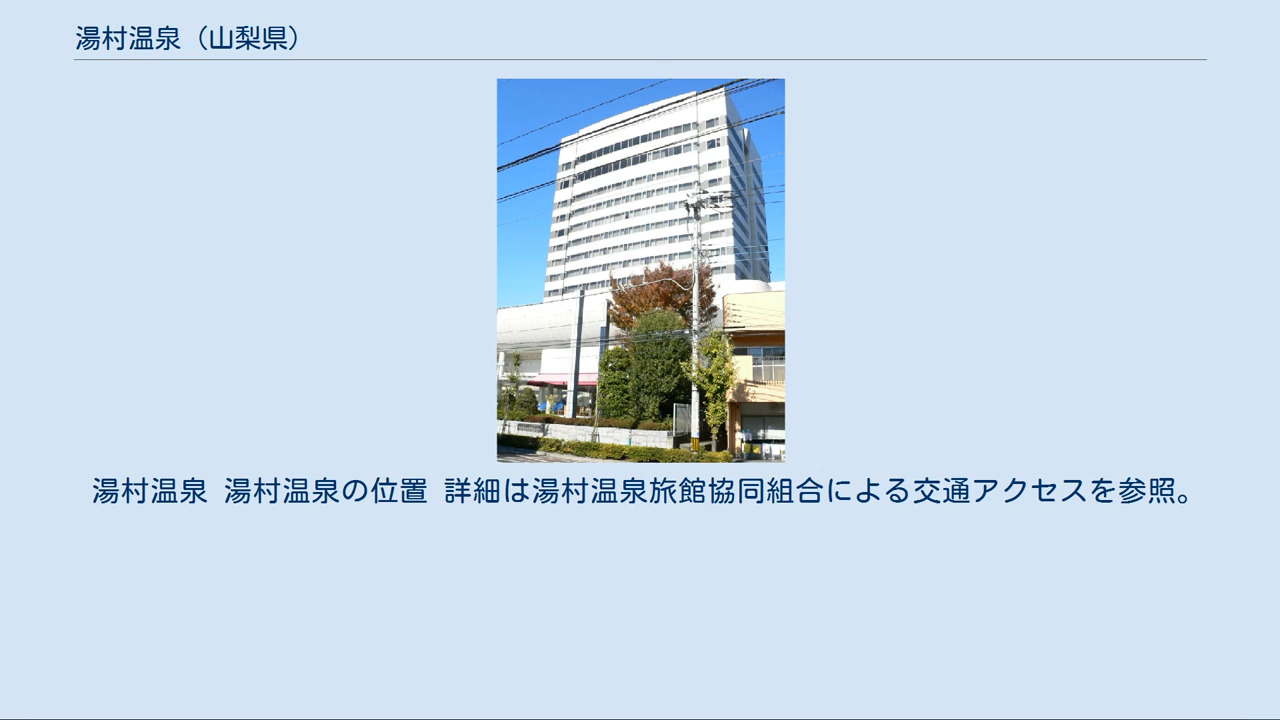 湯村温泉（山梨県）
湯村温泉 湯村温泉の位置 詳細は湯村温泉旅館協同組合による交通アクセスを参照。